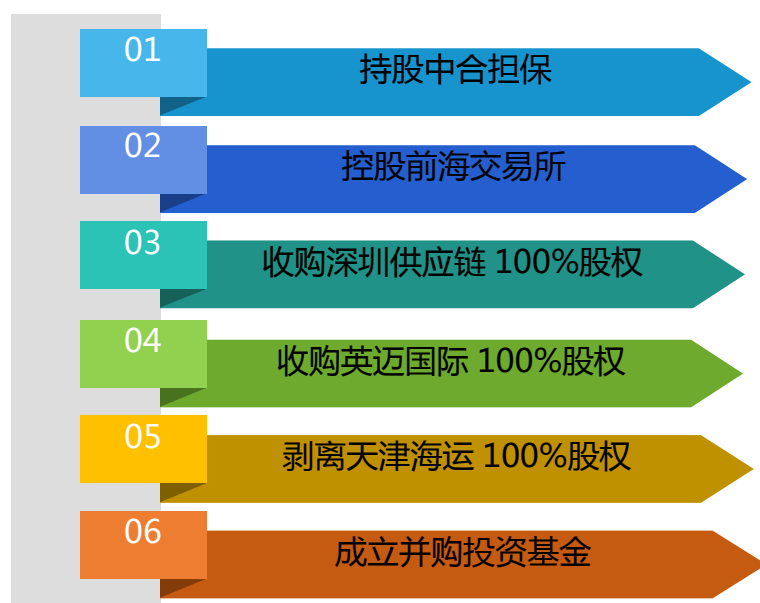 01
持股中合担保
02
控股前海交易所
03
收购深圳供应链 100%股权
04
收购英迈国际 100%股权
05
剥离天津海运 100%股权
06
成立并购投资基金